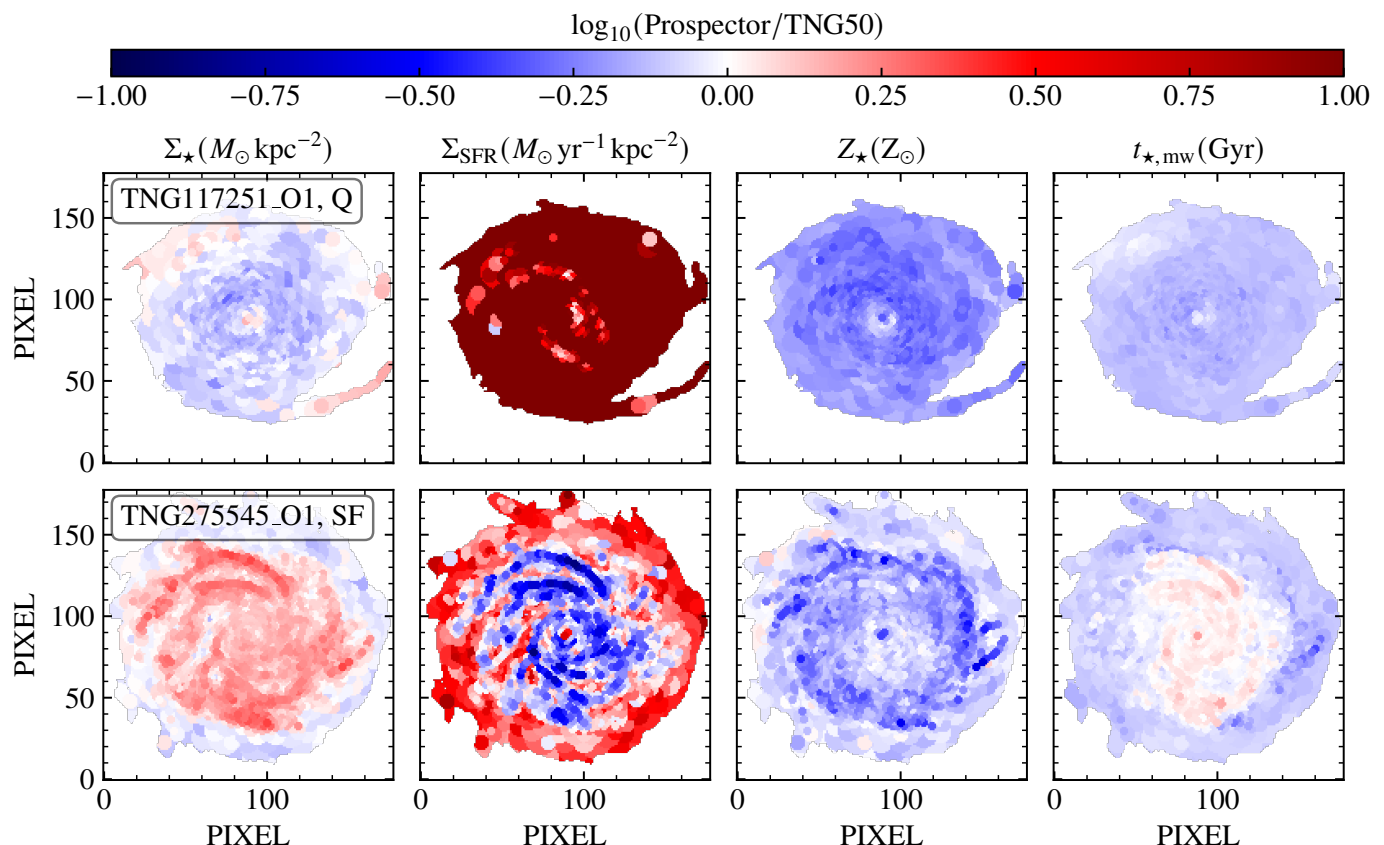 log₁₀(Prospector/TNG50)
−1.00 −0.75 −0.50 −0.25 0.00 0.25 0.50 0.75 1.00
Σ⋆(M⊙ kpc⁻²) Σ_SFR(M⊙ yr⁻¹ kpc⁻²) Z⋆(Z⊙) t⋆,mw(Gyr)
TNG117251_O1, Q
150
100
50
0
PIXEL
TNG275545_O1, SF
150
100
50
0
PIXEL
0 100 0 100 0 100 0 100
PIXEL PIXEL PIXEL PIXEL